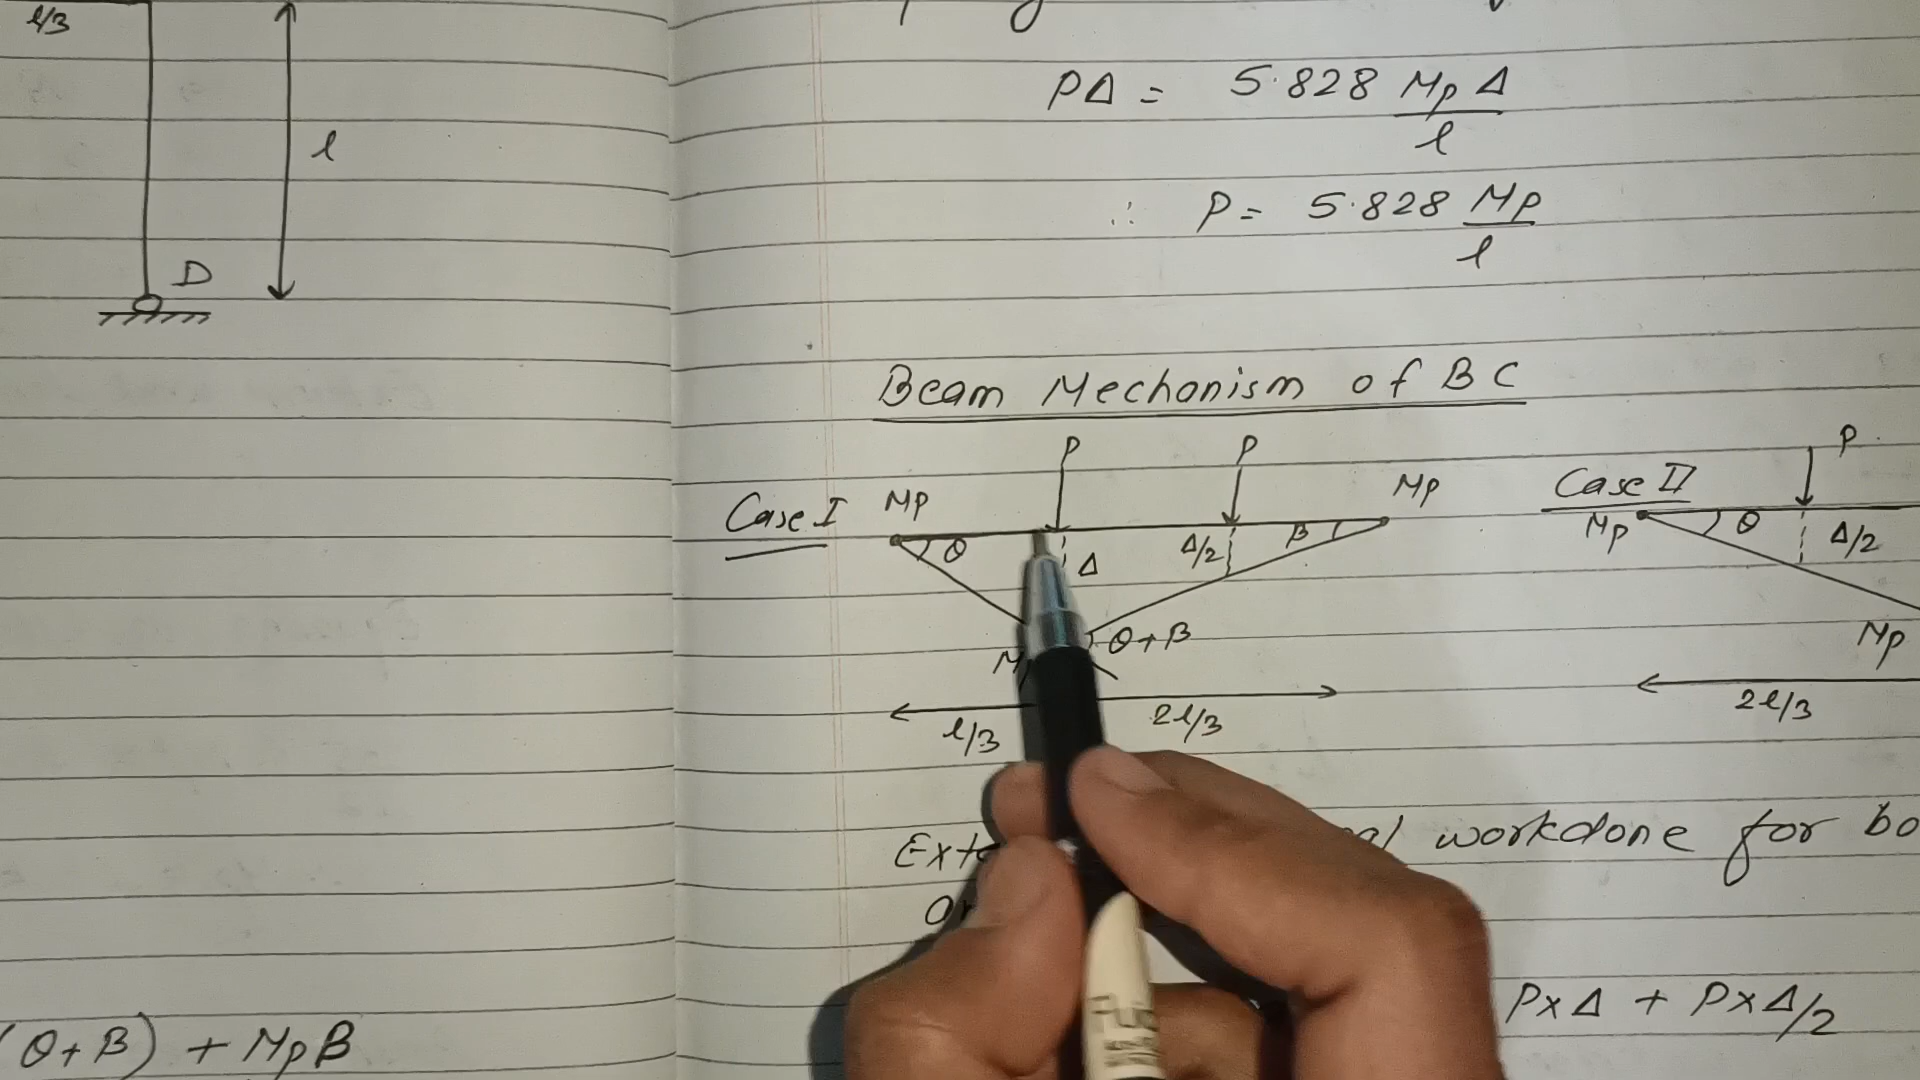 l/3
l
D
(θ+β) + Mpβ
PΔ = 5.828 MpΔ/l
∴ P = 5.828 Mp/l
Beam Mechanism of BC
Case I
Mp
P
P
Mp
θ
Δ
Δ/2
β
θ+β
l/3
2l/3
Case II
P
Mp
θ
Δ/2
Mp
2l/3
workdone for
P×Δ + P×Δ/2